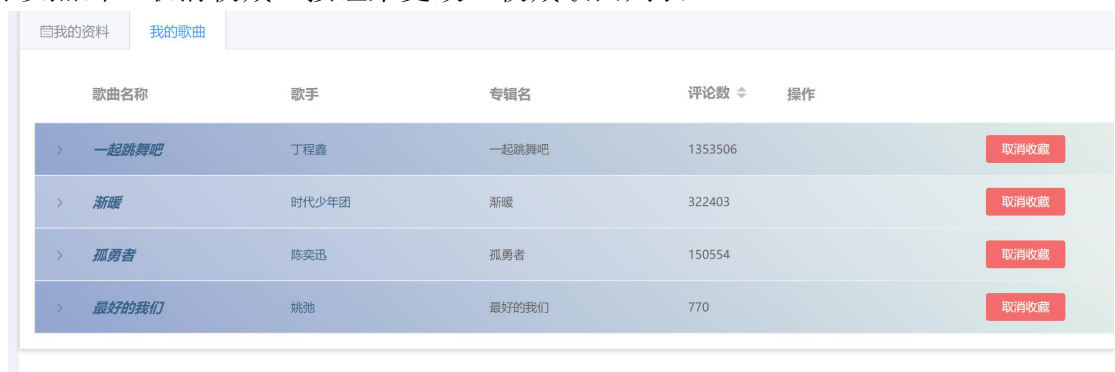 我的资料 我的歌曲
歌曲名称 歌手 专辑名 评论数 操作
一起跳舞吧 丁程鑫 一起跳舞吧 1353506 取消收藏
渐暖 时代少年团 渐暖 322403 取消收藏
孤勇者 陈奕迅 孤勇者 150554 取消收藏
最好的我们 姚弛 最好的我们 770 取消收藏